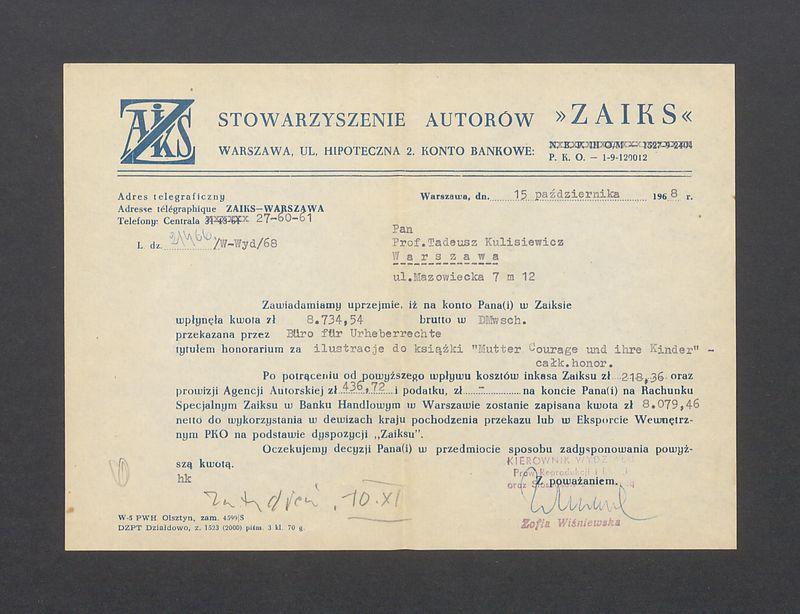 ZAiKS
STOWARZYSZENIE AUTORÓW »ZAIKS«
WARSZAWA, UL, HIPOTECZNA 2. KONTO BANKOWE:
P. K. O. — 1-9-120012
Adres telegraficzny
Adresse télégraphique ZAIKS—WARSZAWA
Telefony: Centrala 27-60-61
Warszawa, dn. 15 października 1968 r.
L. dz. /W-Wyd/68
Pan
Prof.Tadeusz Kulisiewicz
Warszawa
ul.Mazowiecka 7 m 12
Zawiadamiamy uprzejmie, iż na konto Pana(i) w Zaiksie
wpłynęła kwota zł 8.734,54 brutto w DMwsch.
przekazana przez Büro für Urheberrechte
tytułem honorarium za ilustracje do książki "Mutter Courage und ihre Kinder" -
całk.honor.
Po potrąceniu od powyższego wpływu kosztów inkasa Zaiksu zł 218,36 oraz
prowizji Agencji Autorskiej zł 436,72 i podatku, zł - na koncie Pana(i) na Rachunku
Specjalnym Zaiksu w Banku Handlowym w Warszawie zostanie zapisana kwota zł 8.079,46
netto do wykorzystania w dewizach kraju pochodzenia przekazu lub w Eksporcie Wewnętrz-
nym PKO na podstawie dyspozycji „Zaiksu".
Oczekujemy decyzji Pana(i) w przedmiocie sposobu zadysponowania powyż-
szą kwotą.
hk
KIEROWNIK
Z poważaniem,
10.XI
Zofia Wiśniewska
W-5 PWH Olsztyn, zam. 4599/S
DZPT Działdowo, z. 1523 (2000) piśm. 3 kl. 70 g.